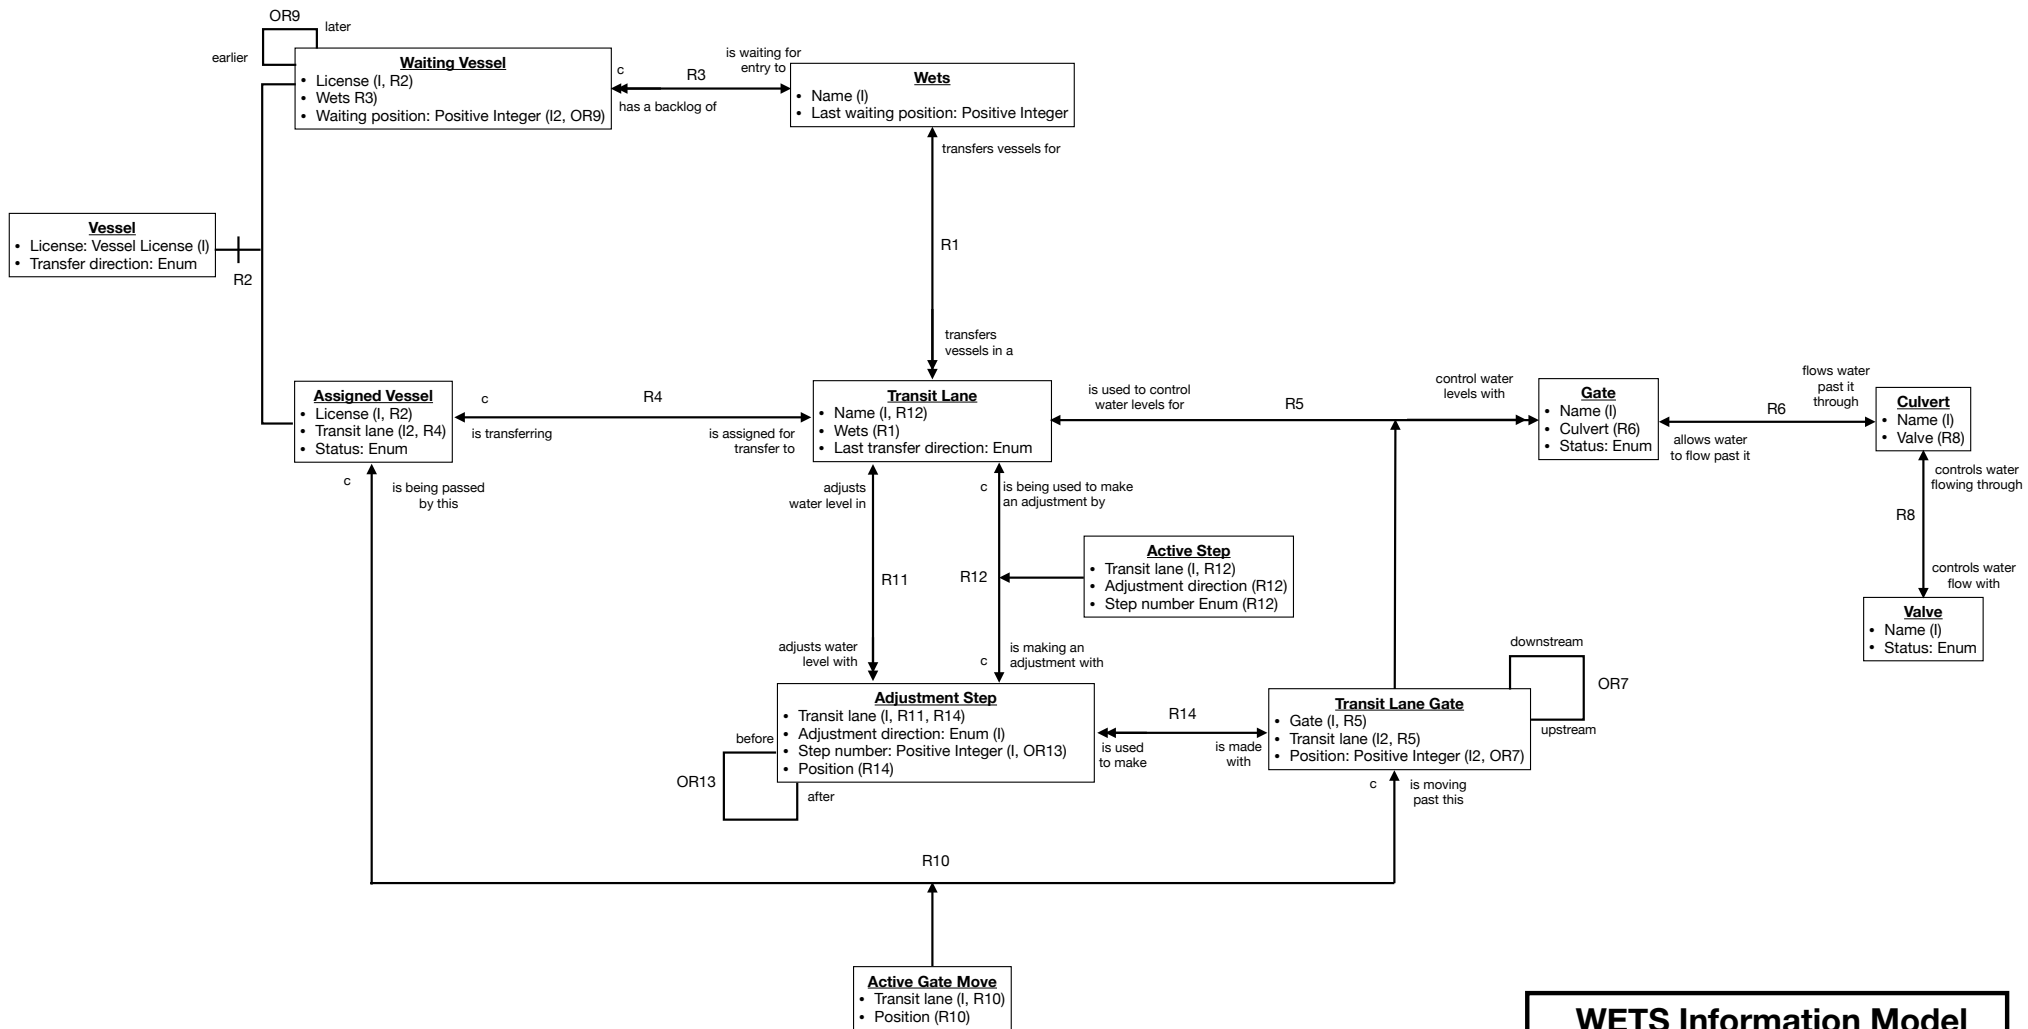 OR9
later
earlier
Waiting Vessel
• License (I, R2)
• Wets R3)
• Waiting position: Positive Integer (I2, OR9)
c
R3
is waiting for
entry to
has a backlog of
Wets
• Name (I)
• Last waiting position: Positive Integer
transfers vessels for
Vessel
• License: Vessel License (I)
• Transfer direction: Enum
R2
R1
transfers
vessels in a
Assigned Vessel
• License (I, R2)
• Transit lane (I2, R4)
• Status: Enum
c
R4
is transferring
is assigned for
transfer to
Transit Lane
• Name (I, R12)
• Wets (R1)
• Last transfer direction: Enum
is used to control
water levels for
R5
control water
levels with
Gate
• Name (I)
• Culvert (R6)
• Status: Enum
flows water
past it
through
R6
allows water
to flow past it
Culvert
• Name (I)
• Valve (R8)
controls water
flowing through
R8
controls water
flow with
Valve
• Name (I)
• Status: Enum
c
is being passed
by this
adjusts
water level in
c
is being used to make
an adjustment by
R11
R12
Active Step
• Transit lane (I, R12)
• Adjustment direction (R12)
• Step number Enum (R12)
adjusts water
level with
c
is making an
adjustment with
Adjustment Step
• Transit lane (I, R11, R14)
• Adjustment direction: Enum (I)
• Step number: Positive Integer (I, OR13)
• Position (R14)
before
OR13
after
R14
is used
to make
is made
with
Transit Lane Gate
• Gate (I, R5)
• Transit lane (I2, R5)
• Position: Positive Integer (I2, OR7)
downstream
OR7
upstream
c
is moving
past this
R10
Active Gate Move
• Transit lane (I, R10)
• Position (R10)
WETS Information Model